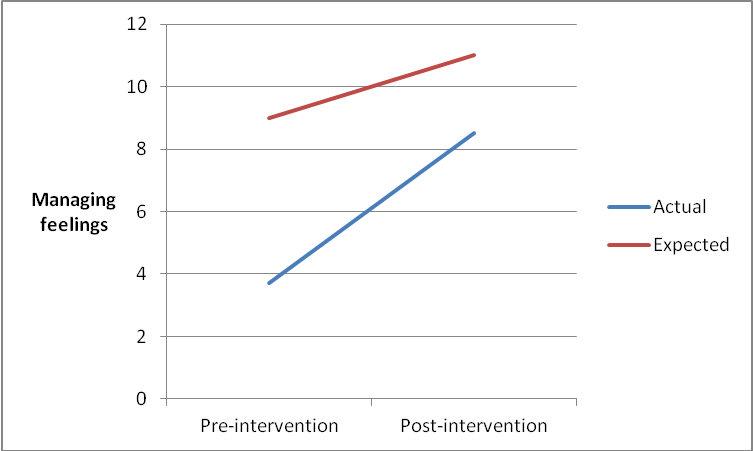 12
10
8
6
4
2
0
Managing
feelings
Pre-intervention
Post-intervention
Actual
Expected